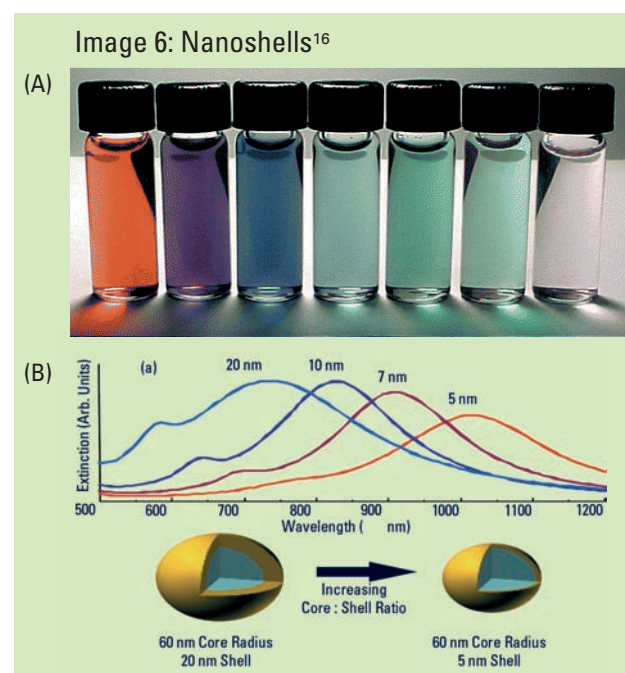 Image 6: Nanoshells¹⁶
(A)
(B)
(a)
20 nm
10 nm
7 nm
5 nm
Extinction (Arb. Units)
500 600 700 800 900 1000 1100 1200
Wavelength ( nm)
Increasing
Core : Shell Ratio
60 nm Core Radius
20 nm Shell
60 nm Core Radius
5 nm Shell